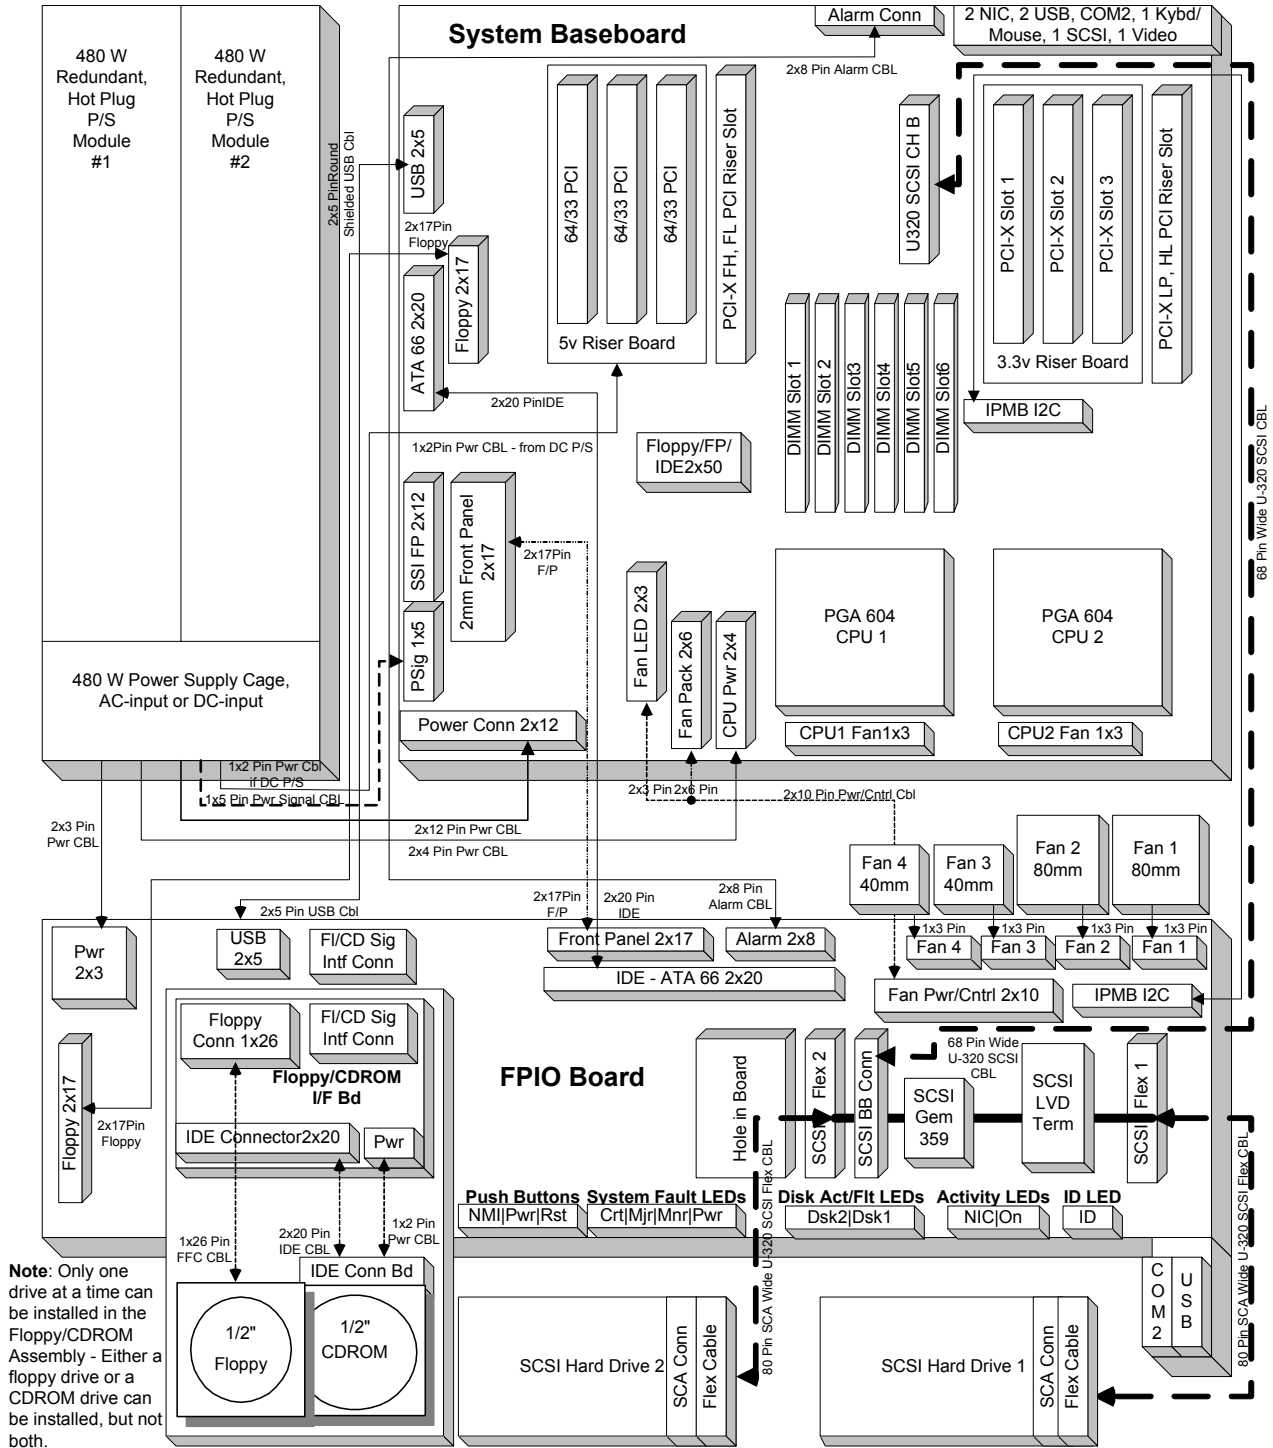 System Baseboard
Alarm Conn
2 NIC, 2 USB, COM2, 1 Kybd/
Mouse, 1 SCSI, 1 Video
480 W
Redundant,
Hot Plug
P/S
Module
#1
480 W
Redundant,
Hot Plug
P/S
Module
#2
2x5 PinRound
Shielded USB Cbl
2x8 Pin Alarm CBL
USB 2x5
2x17Pin
Floppy
Floppy 2x17
ATA 66 2x20
64/33 PCI
64/33 PCI
64/33 PCI
PCI-X FH, FL PCI Riser Slot
5v Riser Board
U320 SCSI CH B
PCI-X Slot 1
PCI-X Slot 2
PCI-X Slot 3
PCI-X LP, HL PCI Riser Slot
3.3v Riser Board
DIMM Slot 1
DIMM Slot 2
DIMM Slot3
DIMM Slot4
DIMM Slot5
DIMM Slot6
IPMB I2C
68 Pin Wide U-320 SCSI CBL
2x20 PinIDE
1x2Pin Pwr CBL - from DC P/S
Floppy/FP/
IDE2x50
SSI FP 2x12
2mm Front Panel
2x17
2x17Pin
F/P
PSig 1x5
Fan LED 2x3
Fan Pack 2x6
CPU Pwr 2x4
PGA 604
CPU 1
PGA 604
CPU 2
480 W Power Supply Cage,
AC-input or DC-input
Power Conn 2x12
CPU1 Fan1x3
CPU2 Fan 1x3
1x2 Pin Pwr Cbl
if DC P/S
1x5 Pin Pwr Signal CBL
2x3 Pin
2x6 Pin
2x10 Pin Pwr/Cntrl Cbl
2x3 Pin
Pwr CBL
2x12 Pin Pwr CBL
2x4 Pin Pwr CBL
Fan 4
40mm
Fan 3
40mm
Fan 2
80mm
Fan 1
80mm
2x5 Pin USB Cbl
2x17Pin
F/P
2x20 Pin
IDE
2x8 Pin
Alarm CBL
1x3 Pin
1x3 Pin
1x3 Pin
1x3 Pin
Pwr
2x3
USB
2x5
Fl/CD Sig
Intf Conn
Front Panel 2x17
Alarm 2x8
Fan 4
Fan 3
Fan 2
Fan 1
IDE - ATA 66 2x20
Fan Pwr/Cntrl 2x10
IPMB I2C
Floppy
Conn 1x26
Fl/CD Sig
Intf Conn
Floppy/CDROM
I/F Bd
FPIO Board
Floppy 2x17
2x17Pin
Floppy
IDE Connector2x20
Pwr
Hole in Board
SCSI Flex 2
SCSI BB Conn
68 Pin Wide
U-320 SCSI
CBL
SCSI
Gem
359
SCSI
LVD
Term
SCSI Flex 1
80 Pin SCA Wide U-320 SCSI Flex CBL
80 Pin SCA Wide U-320 SCSI Flex CBL
Push Buttons
NMI|Pwr|Rst
System Fault LEDs
Crt|Mjr|Mnr|Pwr
Disk Act/Flt LEDs
Dsk2|Dsk1
Activity LEDs
NIC|On
ID LED
ID
1x26 Pin
FFC CBL
2x20 Pin
IDE CBL
1x2 Pin
Pwr CBL
IDE Conn Bd
COM2
USB
Note: Only one
drive at a time can
be installed in the
Floppy/CDROM
Assembly - Either a
floppy drive or a
CDROM drive can
be installed, but not
both.
1/2"
Floppy
1/2"
CDROM
SCSI Hard Drive 2
SCA Conn
Flex Cable
SCSI Hard Drive 1
SCA Conn
Flex Cable